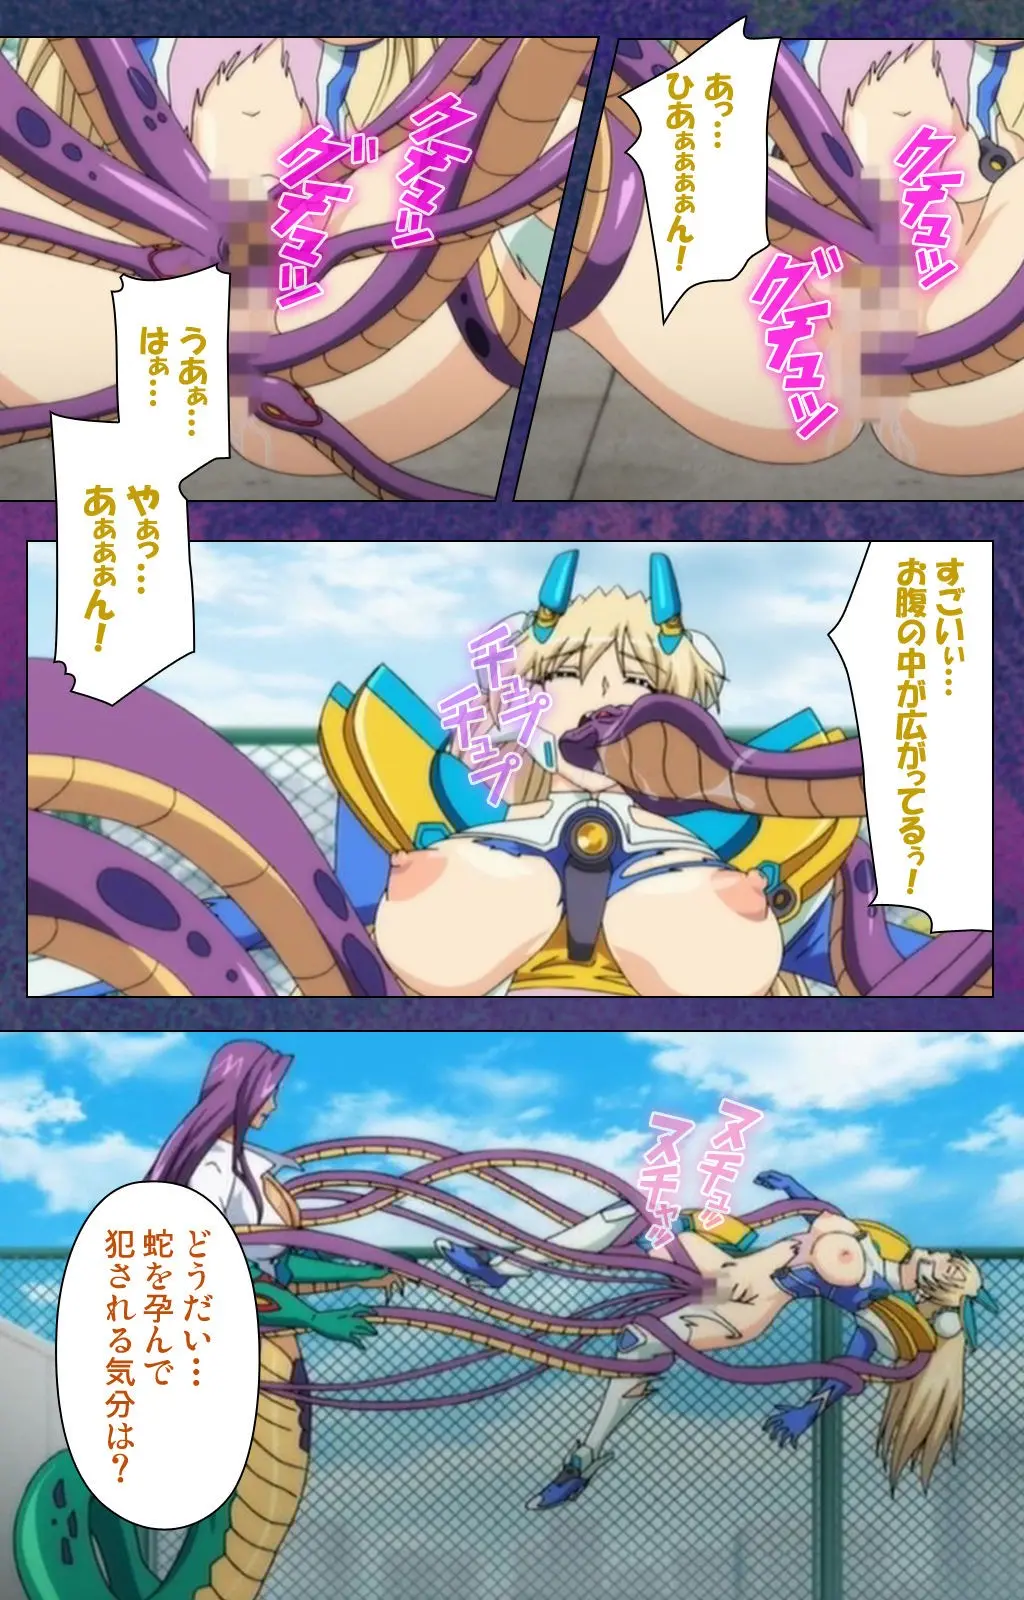 あっ…
ひあぁぁぁぁん！
クチュッ
グチュッ
クチュッ
グチュッ
うあぁ…
はぁ…
やぁっ…
あぁぁぁん！
すごいぃ…
お腹の中が広がってるぅ！
チュプ
チュプ
スチュッ
スチャッ
どうだい…
蛇を孕んで
犯される気分は？